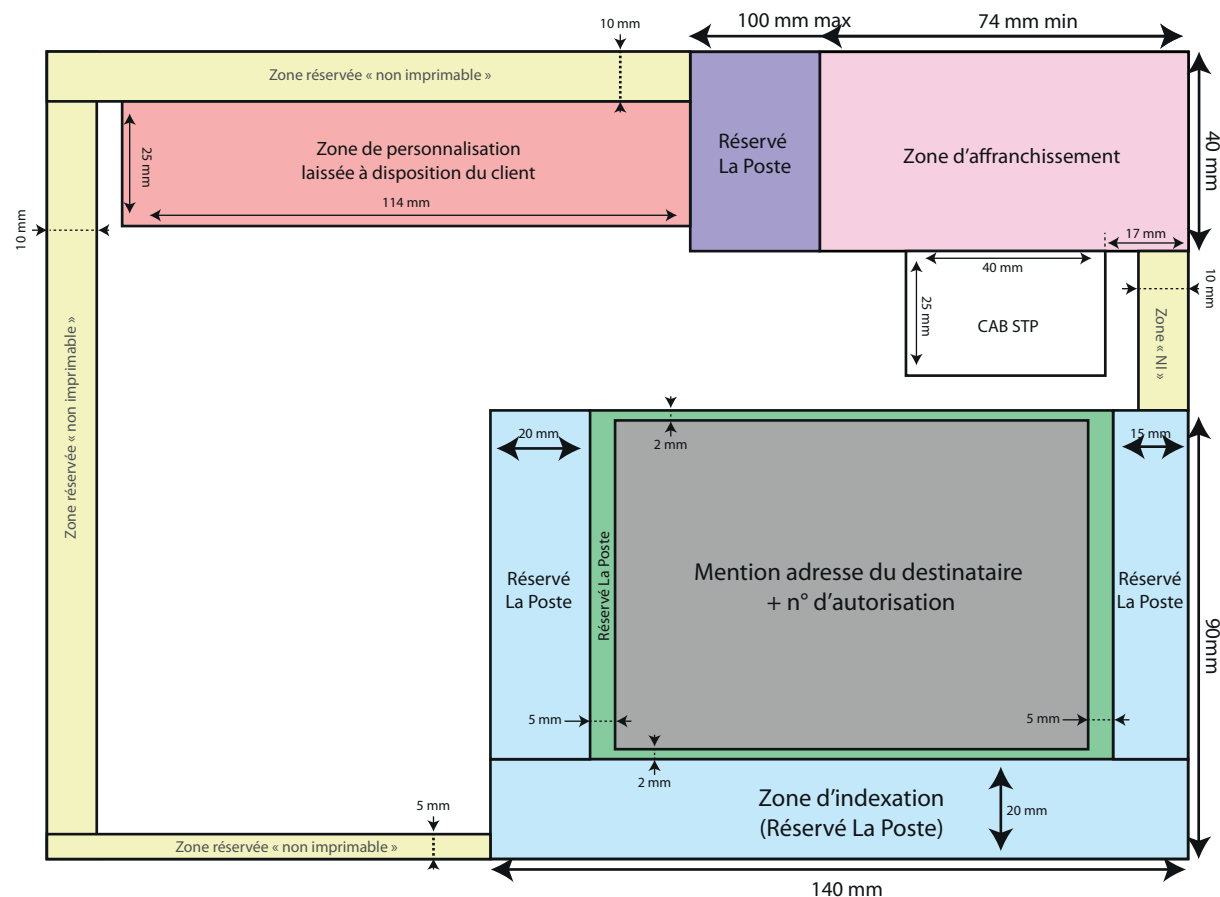 10 mm
100 mm max
74 mm min
Zone réservée « non imprimable »
Zone de personnalisation
laissée à disposition du client
25 mm
114 mm
Réservé
La Poste
Zone d'affranchissement
40 mm
10 mm
17 mm
40 mm
25 mm
CAB STP
10 mm
Zone « NI »
Zone réservée « non imprimable »
20 mm
2 mm
15 mm
Réservé
La Poste
Réservé La Poste
Mention adresse du destinataire
+ n° d'autorisation
Réservé
La Poste
90mm
5 mm
5 mm
2 mm
Zone d'indexation
(Réservé La Poste)
20 mm
5 mm
Zone réservée « non imprimable »
140 mm